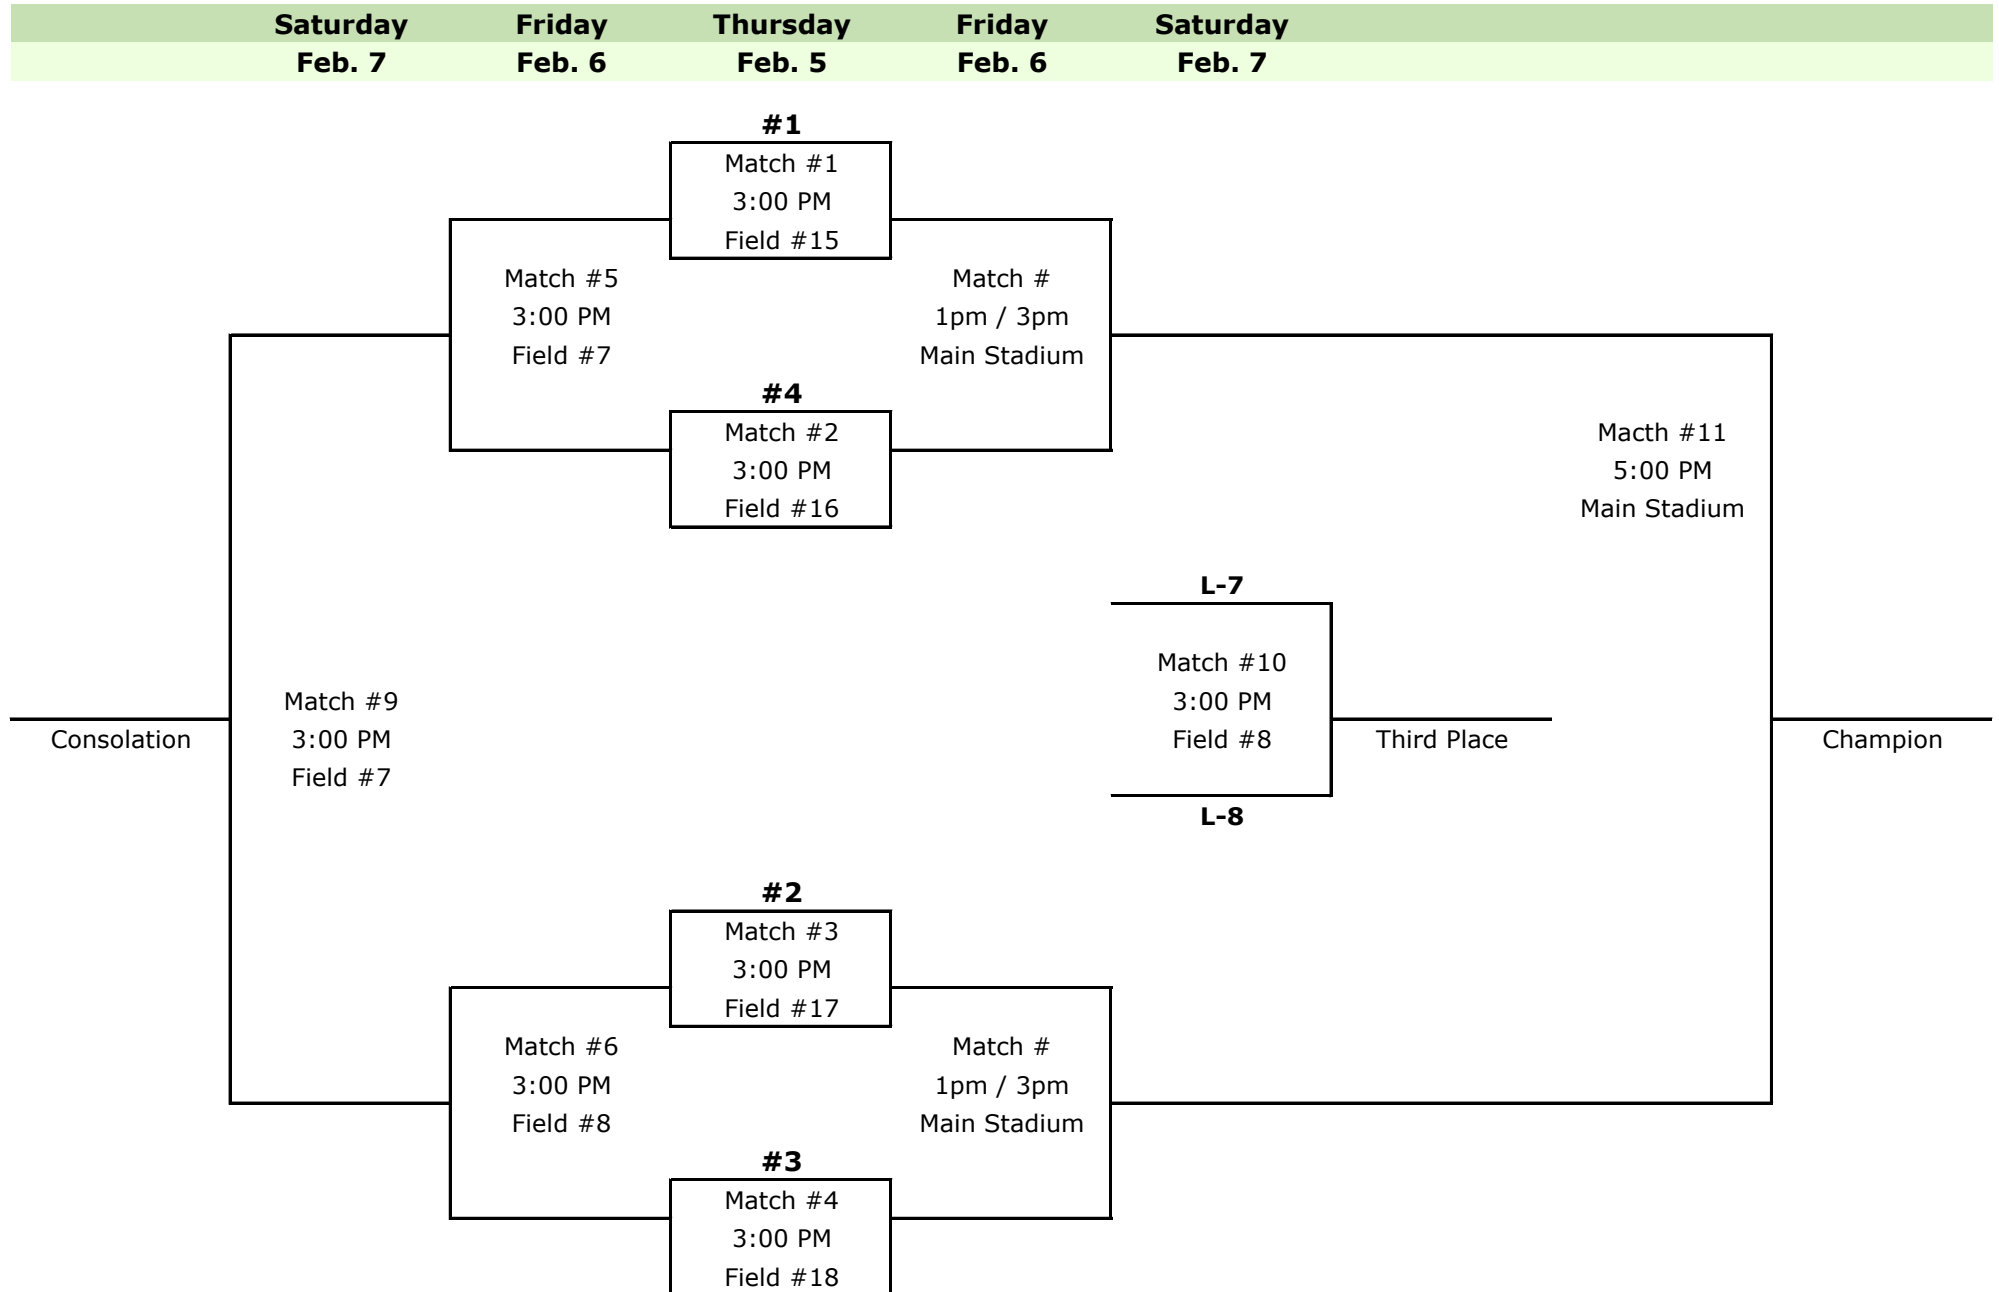 Saturday Friday Thursday Friday Saturday
Feb. 7 Feb. 6 Feb. 5 Feb. 6 Feb. 7
#1
Match #1
3:00 PM
Field #15
Match #5
3:00 PM
Field #7
Match #
1pm / 3pm
Main Stadium
#4
Match #2
3:00 PM
Field #16
Macth #11
5:00 PM
Main Stadium
L-7
Match #10
3:00 PM
Field #8
L-8
Match #9
3:00 PM
Field #7
Consolation
Third Place
Champion
#2
Match #3
3:00 PM
Field #17
Match #6
3:00 PM
Field #8
Match #
1pm / 3pm
Main Stadium
#3
Match #4
3:00 PM
Field #18